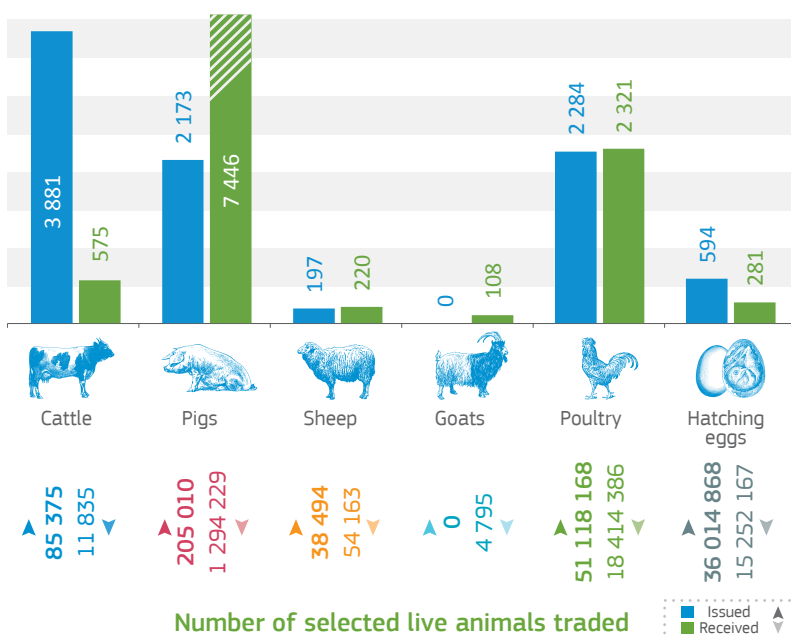 3 881
575
2 173
7 446
197
220
0
108
2 284
2 321
594
281
Cattle
Pigs
Sheep
Goats
Poultry
Hatching
eggs
85 375
11 835
205 010
1 294 229
38 494
54 163
0
4 795
51 118 168
18 414 386
36 014 868
15 252 167
Number of selected live animals traded
Issued
Received